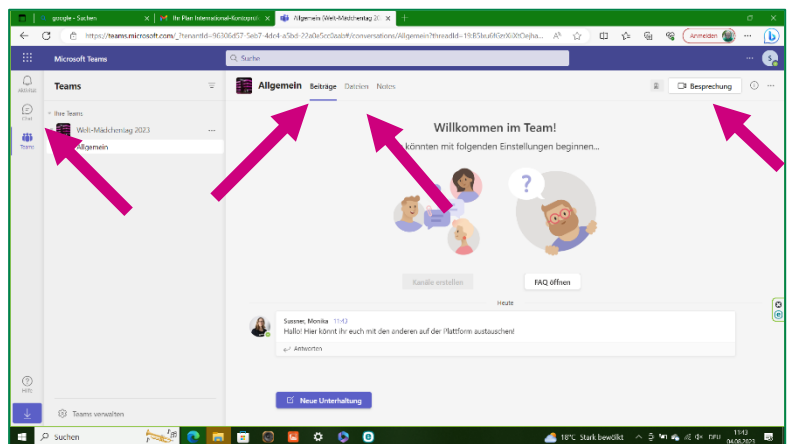 google - Suchen
Ihr Plan International-Kontoprofil
Allgemein (Welt-Mädchentag 20
https://teams.microsoft.com/_?tenantId=
Anmelden
Microsoft Teams
Suche
Aktivität
Chat
Teams
Hilfe
Teams
Ihre Teams
Welt-Mädchentag 2023
Allgemein
Teams verwalten
Allgemein Beiträge Dateien Notes
Besprechung
Willkommen im Team!
könnten mit folgenden Einstellungen beginnen...
?
Kanäle erstellen
FAQ öffnen
Heute
Sussner, Monika 11:43
Hallo! Hier könnt ihr euch mit den anderen auf der Plattform austauschen!
Antworten
Neue Unterhaltung
Suchen
18°C Stark bewölkt
DEU
11:43
04.08.2023